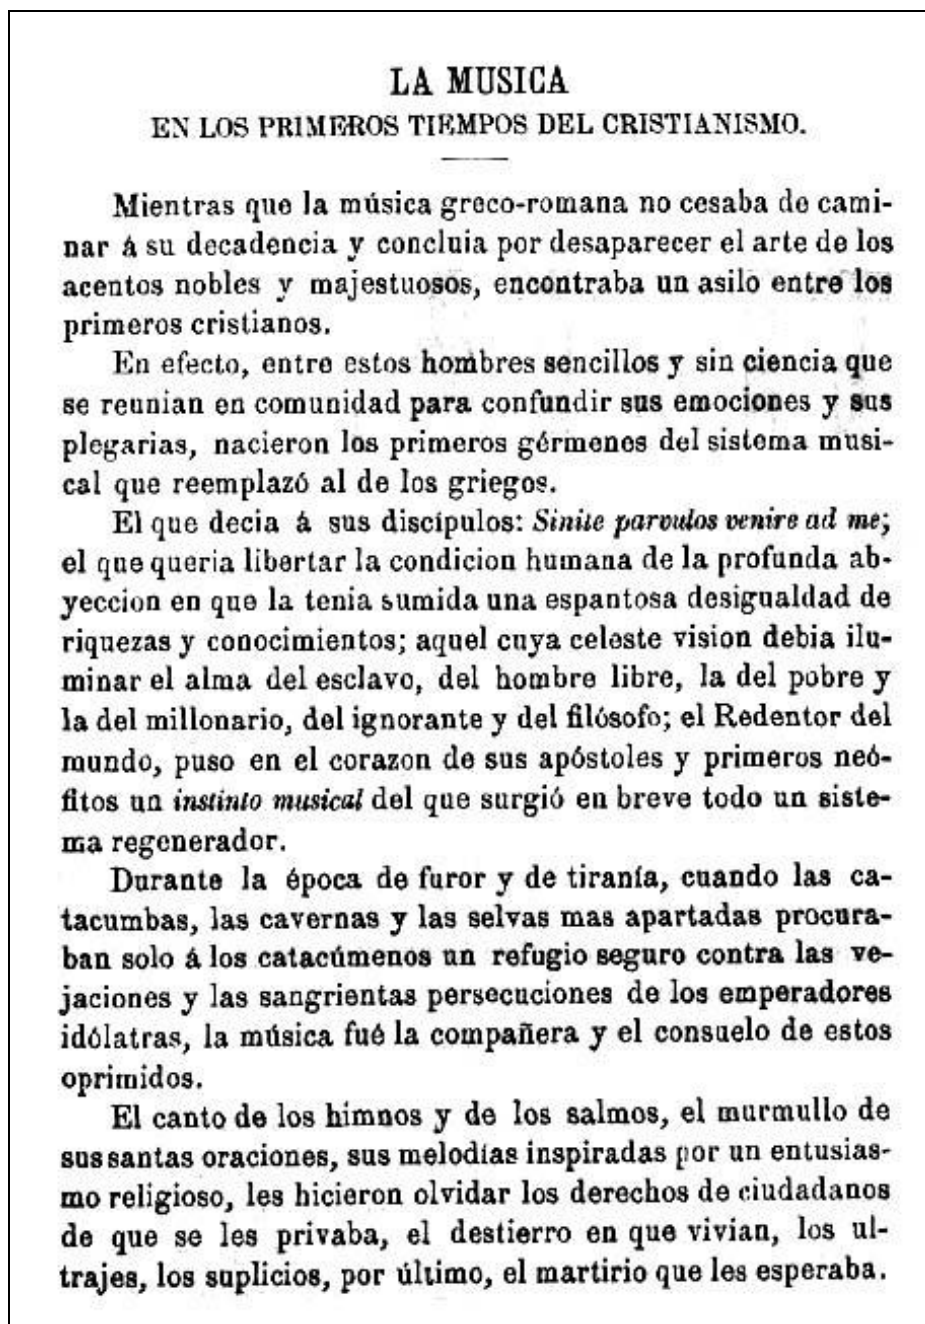 LA MUSICA
EN LOS PRIMEROS TIEMPOS DEL CRISTIANISMO.
Mientras que la música greco-romana no cesaba de cami-
nar á su decadencia y concluia por desaparecer el arte de los
acentos nobles y majestuosos, encontraba un asilo entre los
primeros cristianos.
En efecto, entre estos hombres sencillos y sin ciencia que
se reunian en comunidad para confundir sus emociones y sus
plegarias, nacieron los primeros gérmenes del sistema musi-
cal que reemplazó al de los griegos.
El que decia á sus discípulos: Sinite parvulos venire ad me;
el que queria libertar la condicion humana de la profunda ab-
yeccion en que la tenia sumida una espantosa desigualdad de
riquezas y conocimientos; aquel cuya celeste vision debia ilu-
minar el alma del esclavo, del hombre libre, la del pobre y
la del millonario, del ignorante y del filósofo; el Redentor del
mundo, puso en el corazon de sus apóstoles y primeros neó-
fitos un instinto musical del que surgió en breve todo un siste-
ma regenerador.
Durante la época de furor y de tiranía, cuando las ca-
tacumbas, las cavernas y las selvas mas apartadas procura-
ban solo á los catacúmenos un refugio seguro contra las ve-
jaciones y las sangrientas persecuciones de los emperadores
idólatras, la música fué la compañera y el consuelo de estos
oprimidos.
El canto de los himnos y de los salmos, el murmullo de
sus santas oraciones, sus melodías inspiradas por un entusias-
mo religioso, les hicieron olvidar los derechos de ciudadanos
de que se les privaba, el destierro en que vivian, los ul-
trajes, los suplicios, por último, el martirio que les esperaba.